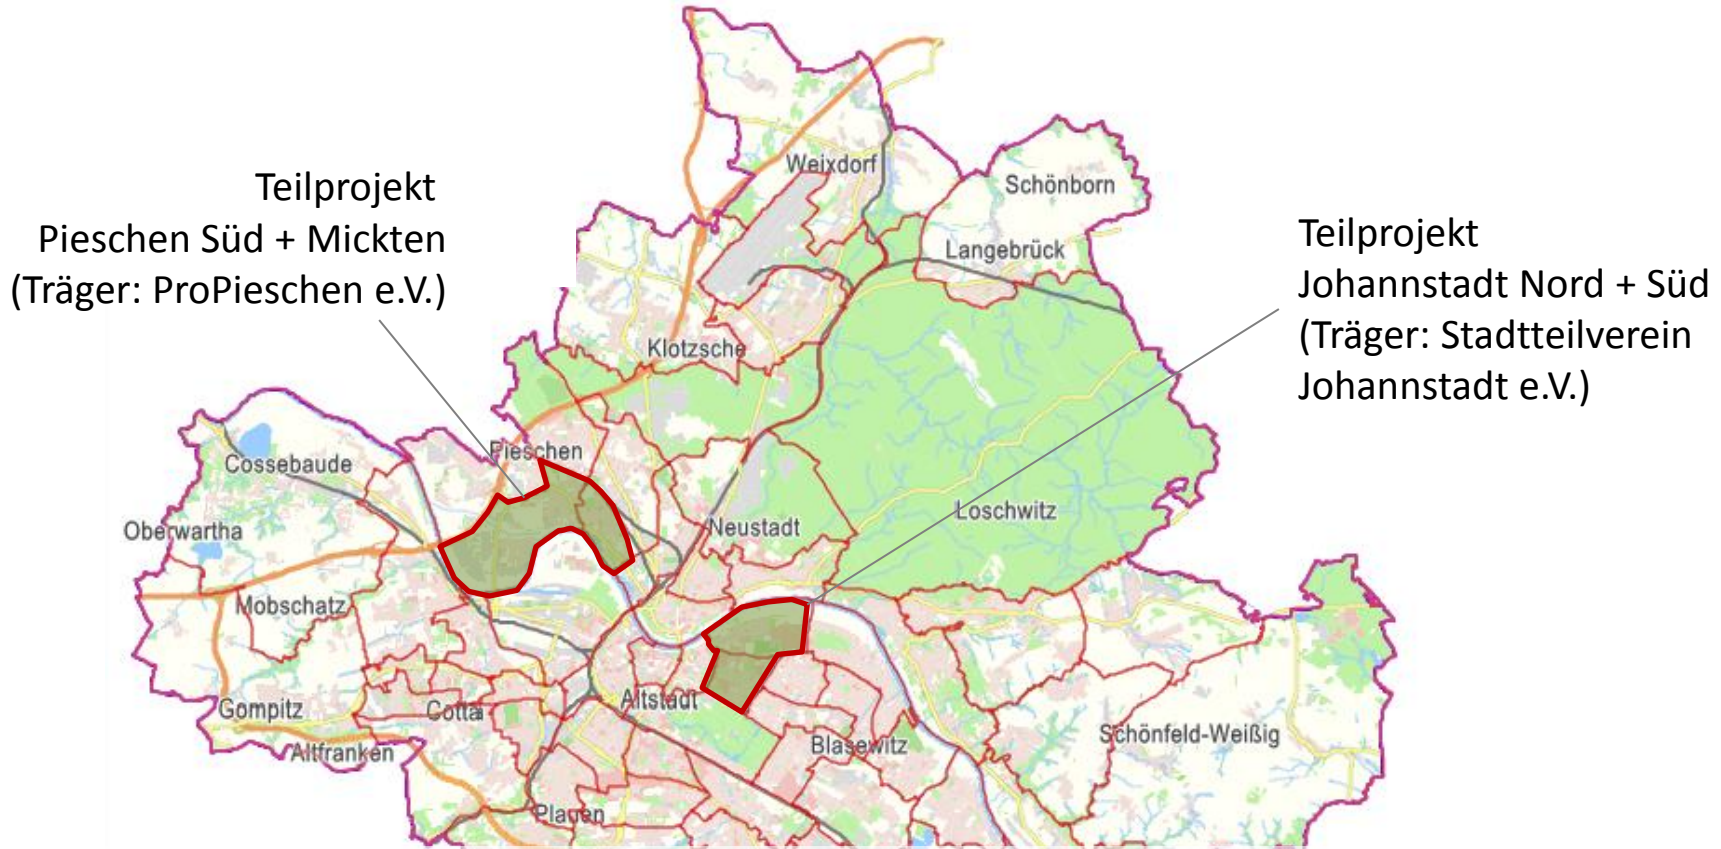 Teilprojekt
Pieschen Süd + Mickten
(Träger: ProPieschen e.V.)
Teilprojekt
Johannstadt Nord + Süd
(Träger: Stadtteilverein
Johannstadt e.V.)
Weixdorf
Schönborn
Langebrück
Klotzsche
Pieschen
Cossebaude
Oberwartha
Neustadt
Loschwitz
Mobschatz
Gompitz
Cotta
Altstadt
Altfranken
Blasewitz
Schönfeld-Weißig
Plauen